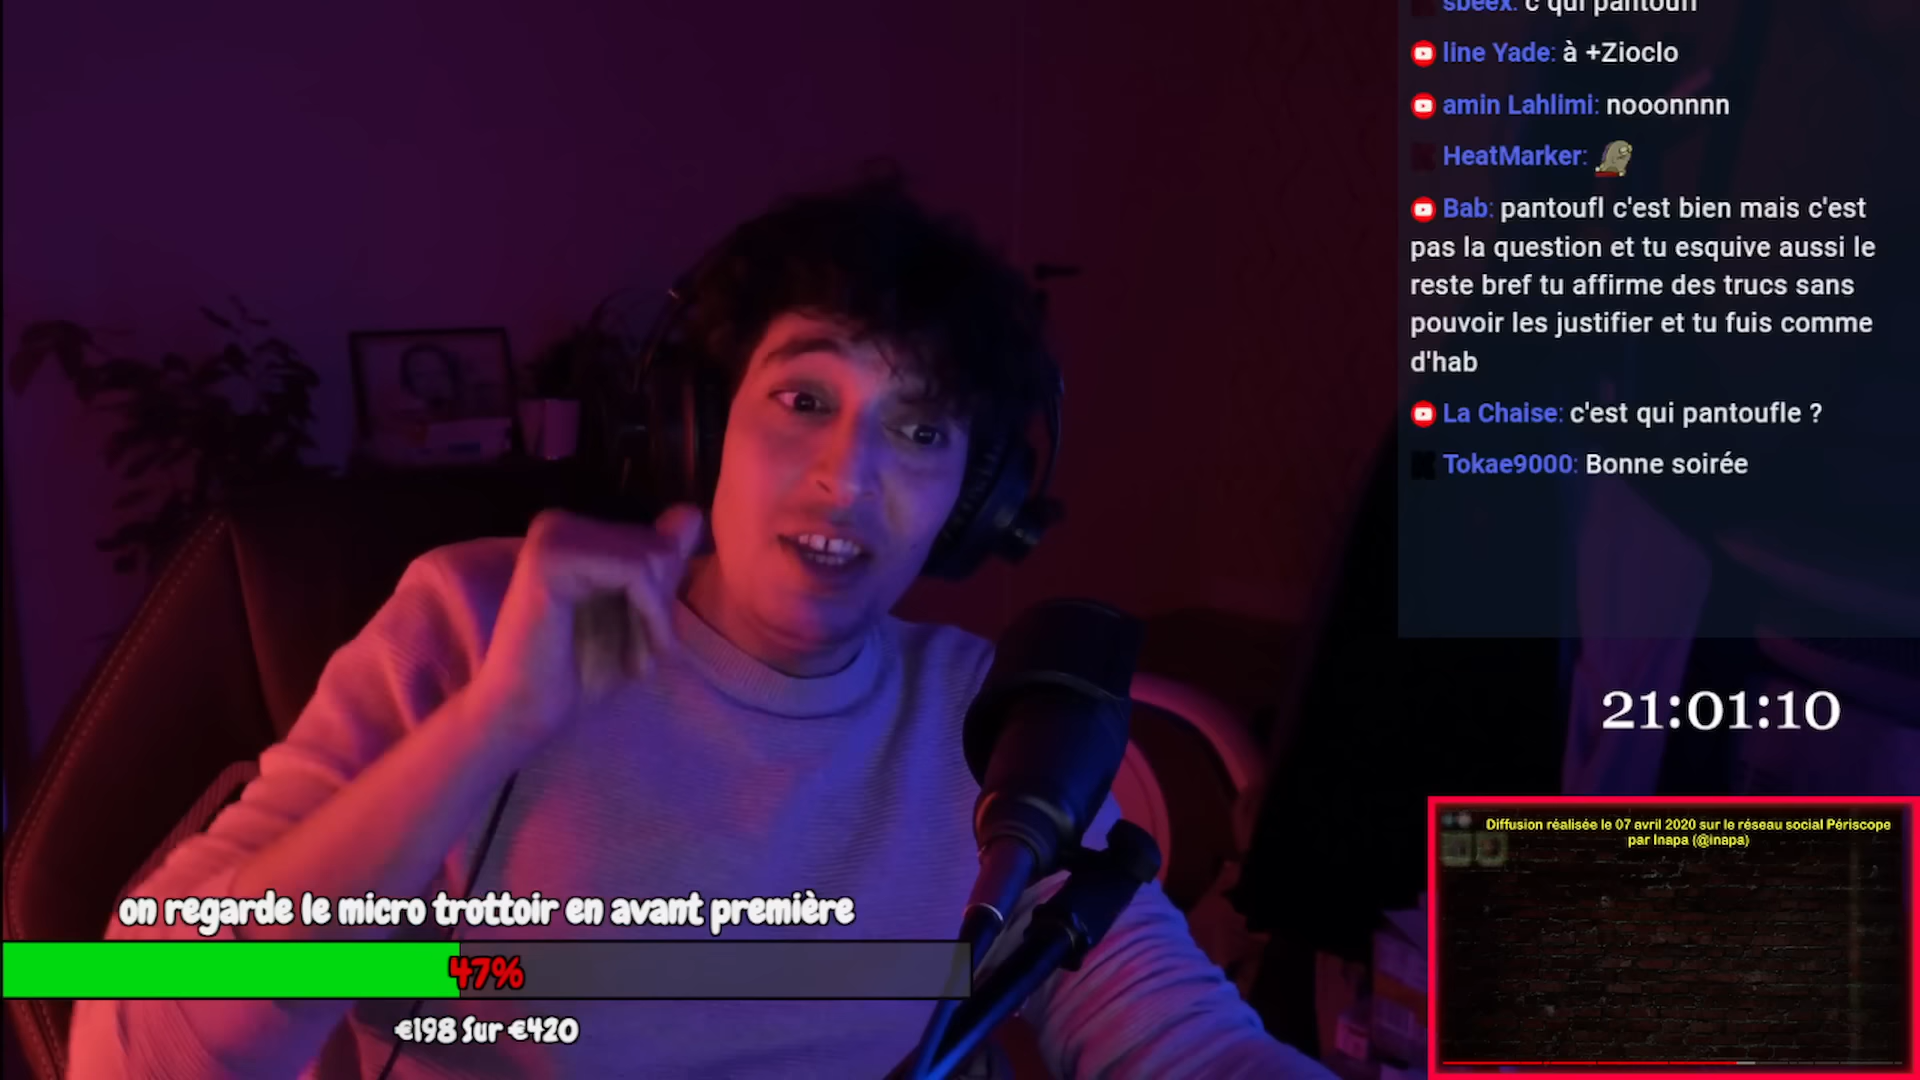 sbeex: c qui pantoufl
line Yade: à +Zioclo
amin Lahlimi: nooonnnn
HeatMarker:
Bab: pantoufl c'est bien mais c'est
pas la question et tu esquive aussi le
reste bref tu affirme des trucs sans
pouvoir les justifier et tu fuis comme
d'hab
La Chaise: c'est qui pantoufle ?
Tokae9000: Bonne soirée
21:01:10
Diffusion réalisée le 07 avril 2020 sur le réseau social Périscope
par Inapa (@inapa)
on regarde le micro trottoir en avant première
47%
€198 Sur €420